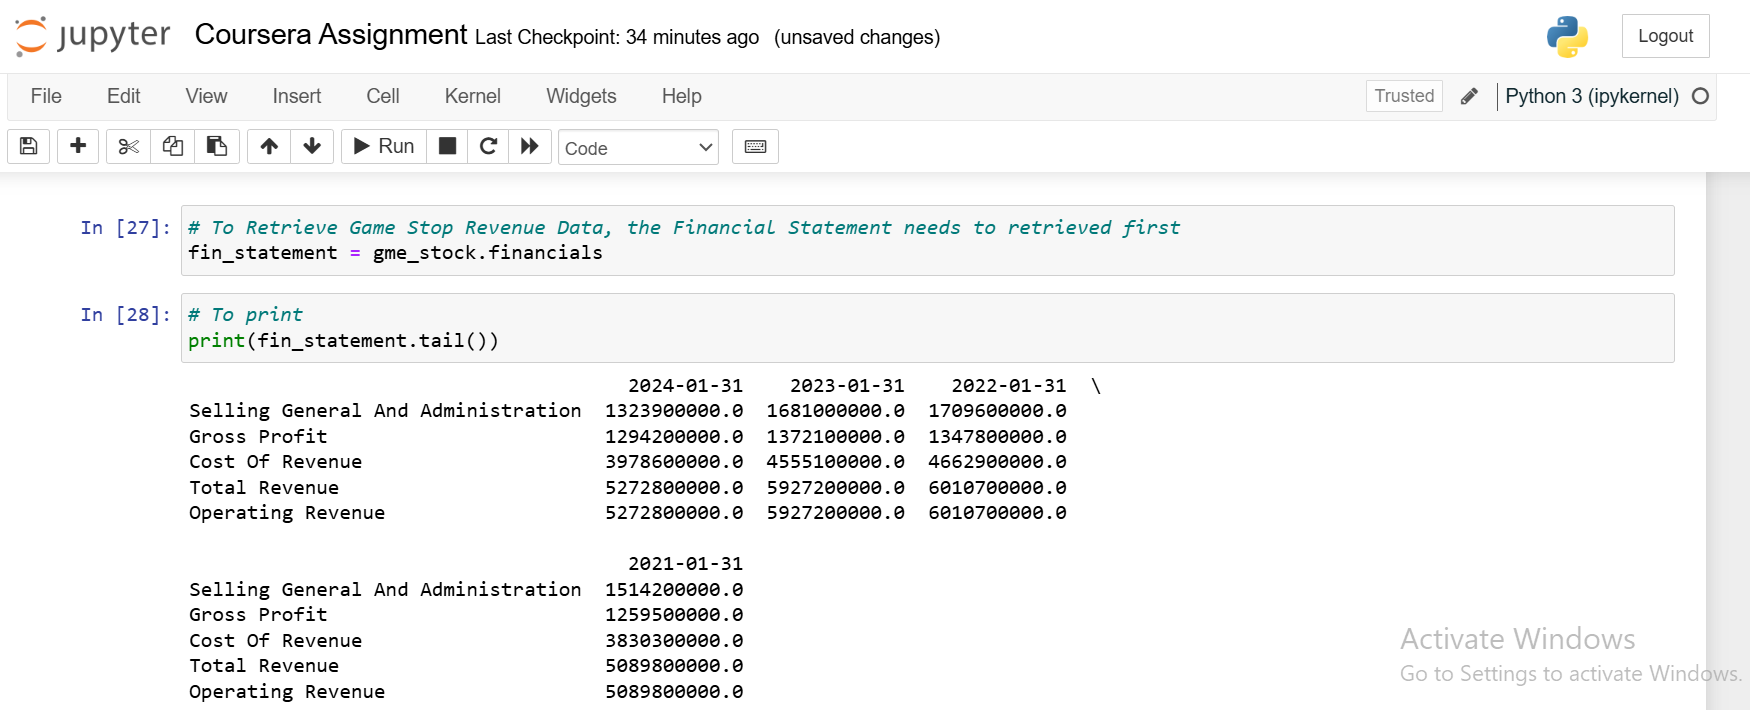 jupyter Coursera Assignment Last Checkpoint: 34 minutes ago (unsaved changes) Logout
File Edit View Insert Cell Kernel Widgets Help Trusted Python 3 (ipykernel)
Run Code
In [27]: # To Retrieve Game Stop Revenue Data, the Financial Statement needs to retrieved first
fin_statement = gme_stock.financials
In [28]: # To print
print(fin_statement.tail())
2024-01-31 2023-01-31 2022-01-31 \
Selling General And Administration 1323900000.0 1681000000.0 1709600000.0
Gross Profit 1294200000.0 1372100000.0 1347800000.0
Cost Of Revenue 3978600000.0 4555100000.0 4662900000.0
Total Revenue 5272800000.0 5927200000.0 6010700000.0
Operating Revenue 5272800000.0 5927200000.0 6010700000.0
2021-01-31
Selling General And Administration 1514200000.0
Gross Profit 1259500000.0
Cost Of Revenue 3830300000.0
Total Revenue 5089800000.0
Operating Revenue 5089800000.0
Activate Windows
Go to Settings to activate Windows.